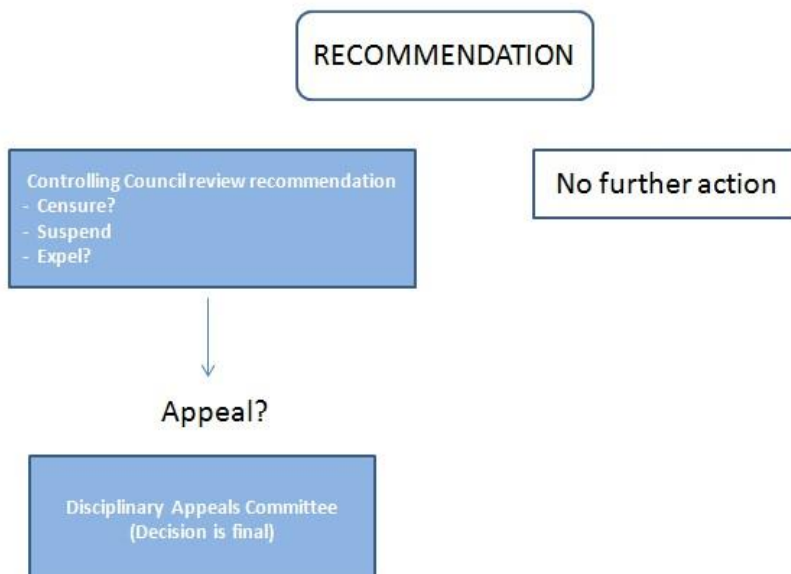 RECOMMENDATION
Controlling Council review recommendation
- Censure?
- Suspend
- Expel?
No further action
Appeal?
Disciplinary Appeals Committee
(Decision is final)